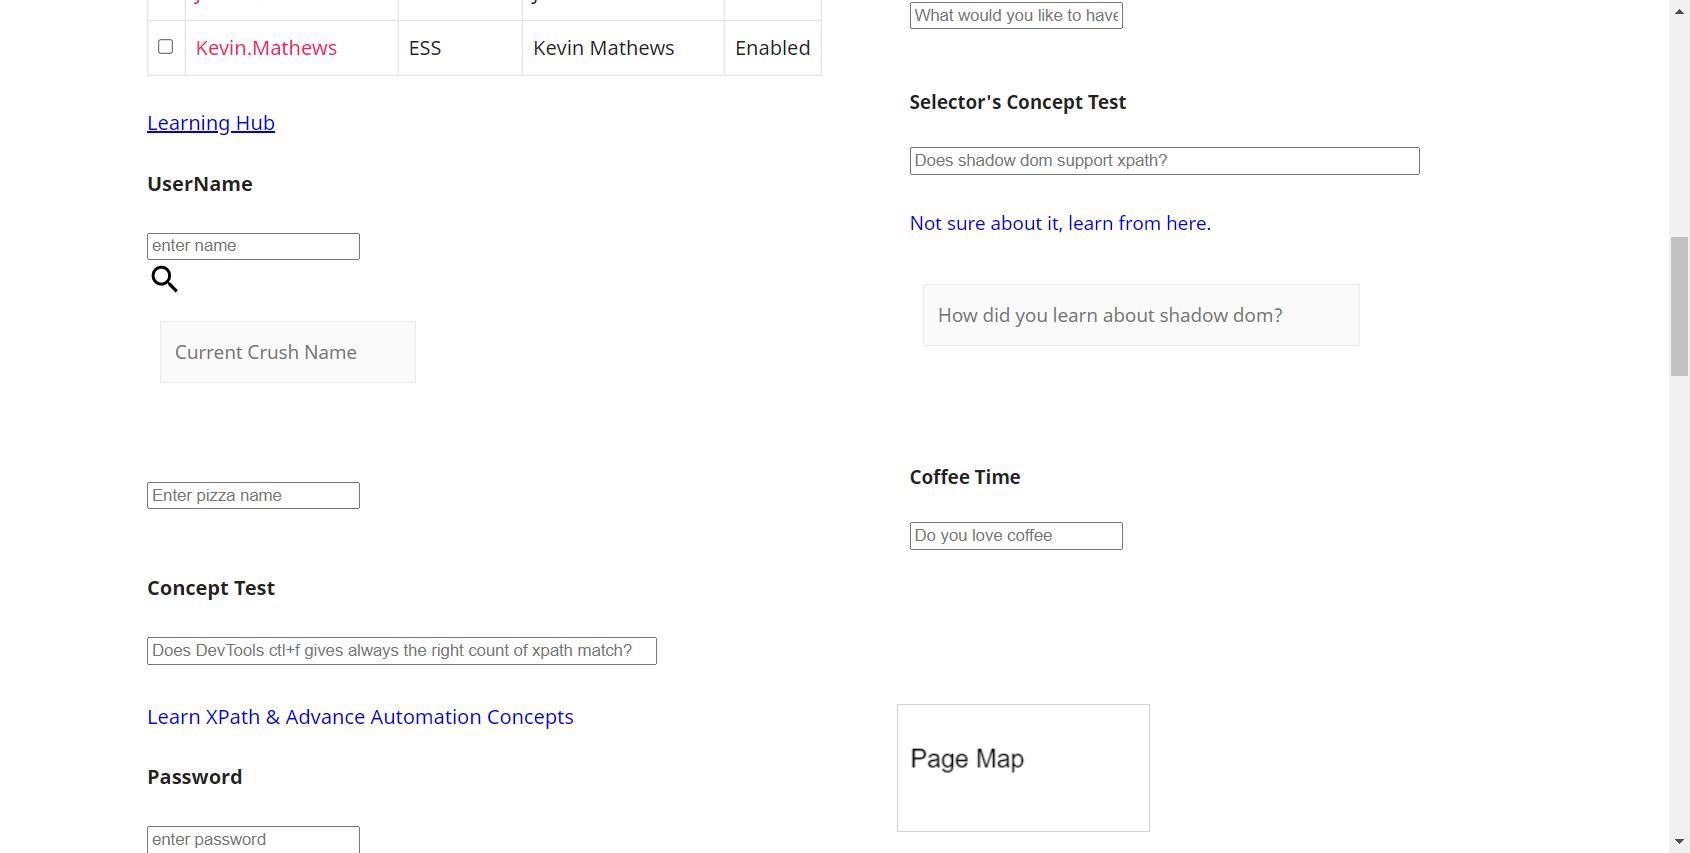 Kevin.Mathews ESS Kevin Mathews Enabled
Learning Hub
UserName
enter name
Current Crush Name
Enter pizza name
Concept Test
Does DevTools ctl+f gives always the right count of xpath match?
Learn XPath & Advance Automation Concepts
Password
enter password
What would you like to have
Selector's Concept Test
Does shadow dom support xpath?
Not sure about it, learn from here.
How did you learn about shadow dom?
Coffee Time
Do you love coffee
Page Map